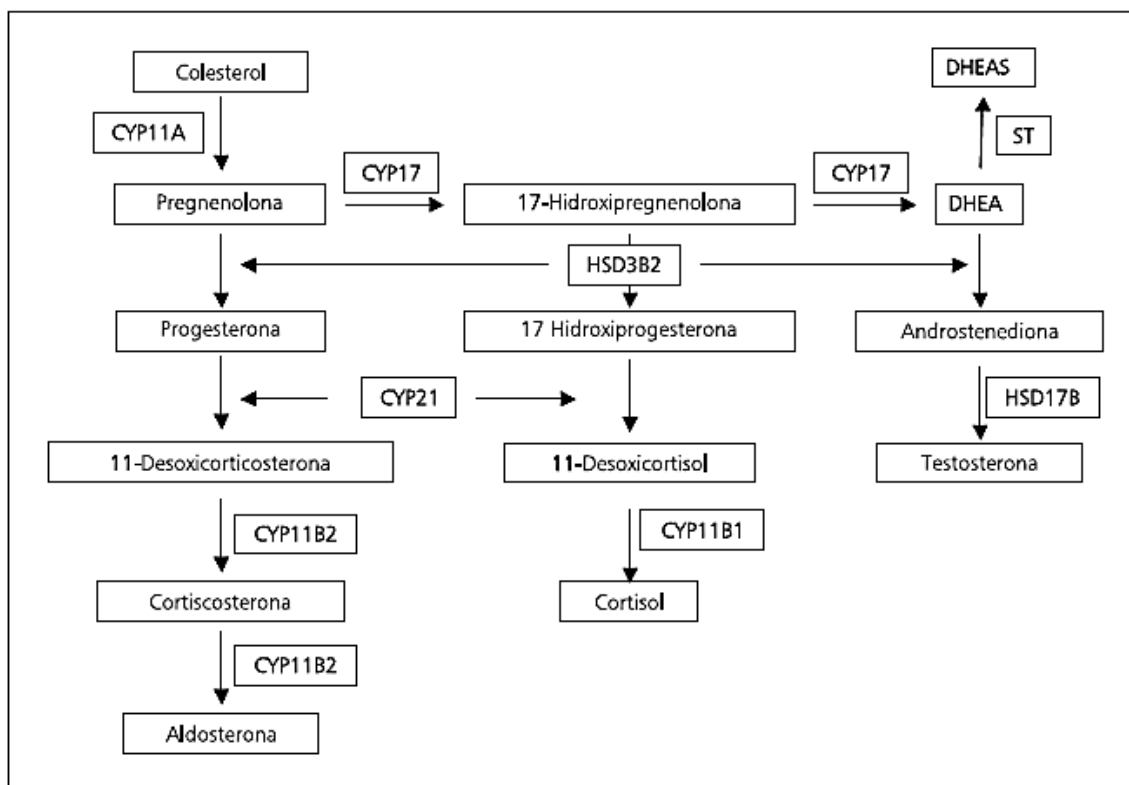 Colesterol
DHEAS
CYP11A
ST
CYP17
CYP17
Pregnenolona
17-Hidroxipregnenolona
DHEA
HSD3B2
Progesterona
17 Hidroxiprogesterona
Androstenediona
CYP21
HSD17B
11-Desoxicorticosterona
11-Desoxicortisol
Testosterona
CYP11B2
CYP11B1
Cortiscosterona
Cortisol
CYP11B2
Aldosterona